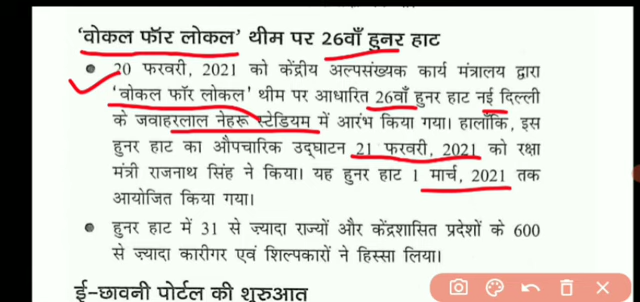 'वोकल फॉर लोकल' थीम पर 26वाँ हुनर हाट
• 20 फरवरी, 2021 को केंद्रीय अल्पसंख्यक कार्य मंत्रालय द्वारा
'वोकल फॉर लोकल' थीम पर आधारित 26वाँ हुनर हाट नई दिल्ली
के जवाहरलाल नेहरू स्टेडियम में आरंभ किया गया। हालाँकि, इस
हुनर हाट का औपचारिक उद्घाटन 21 फरवरी, 2021 को रक्षा
मंत्री राजनाथ सिंह ने किया। यह हुनर हाट 1 मार्च, 2021 तक
आयोजित किया गया।
• हुनर हाट में 31 से ज़्यादा राज्यों और केंद्रशासित प्रदेशों के 600
से ज़्यादा कारीगर एवं शिल्पकारों ने हिस्सा लिया।
ई-छावनी पोर्टल की शुरुआत